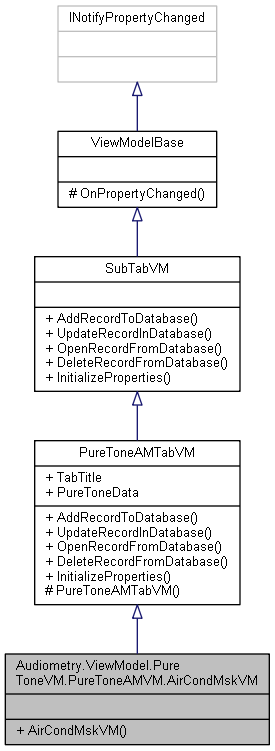 INotifyPropertyChanged
ViewModelBase
# OnPropertyChanged()
SubTabVM
+ AddRecordToDatabase()
+ UpdateRecordInDatabase()
+ OpenRecordFromDatabase()
+ DeleteRecordFromDatabase()
+ InitializeProperties()
PureToneAMTabVM
+ TabTitle
+ PureToneData
+ AddRecordToDatabase()
+ UpdateRecordInDatabase()
+ OpenRecordFromDatabase()
+ DeleteRecordFromDatabase()
+ InitializeProperties()
# PureToneAMTabVM()
Audiometry.ViewModel.Pure
ToneVM.PureToneAMVM.AirCondMskVM
+ AirCondMskVM()